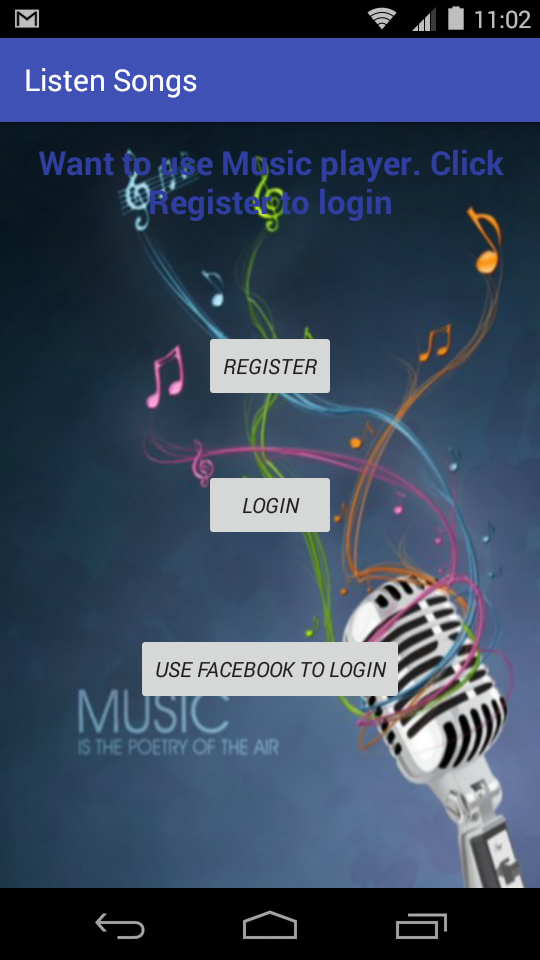 11:02
Listen Songs
Want to use Music player. Click
Register to login
REGISTER
LOGIN
USE FACEBOOK TO LOGIN
MUSIC
IS THE POETRY OF THE AIR